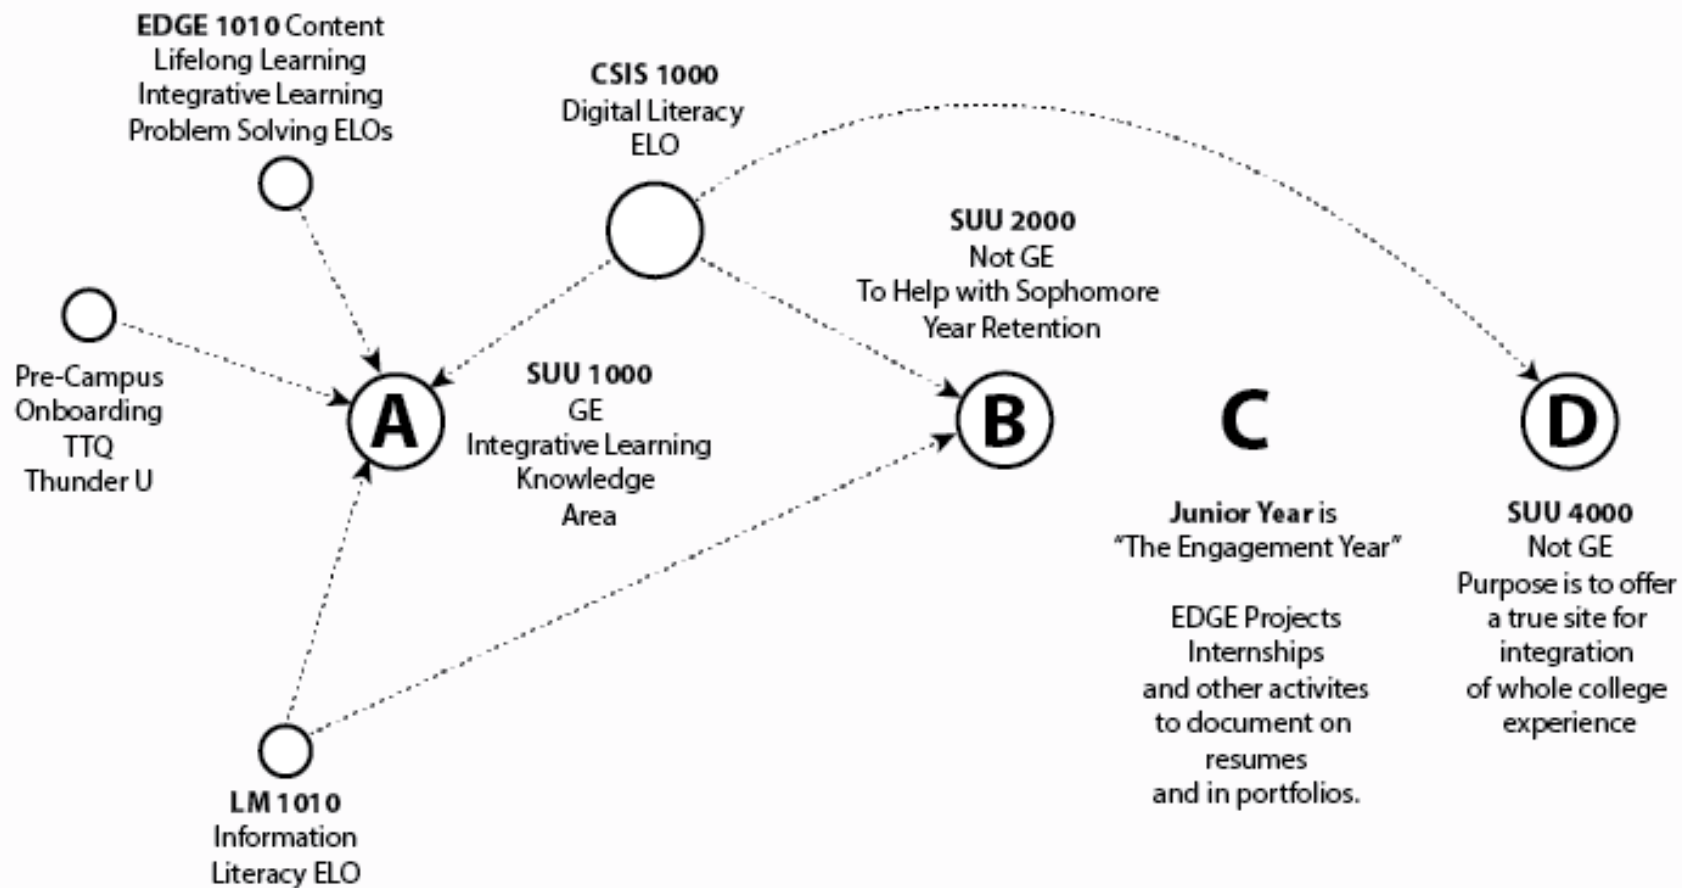 EDGE 1010 Content
Lifelong Learning
Integrative Learning
Problem Solving ELOs
CSIS 1000
Digital Literacy
ELO
SUU 2000
Not GE
To Help with Sophomore
Year Retention
Pre-Campus
Onboarding
TTQ
Thunder U
A
SUU 1000
GE
Integrative Learning
Knowledge
Area
B
C
D
Junior Year is
“The Engagement Year”
EDGE Projects
Internships
and other activites
to document on
resumes
and in portfolios.
SUU 4000
Not GE
Purpose is to offer
a true site for
integration
of whole college
experience
LM 1010
Information
Literacy ELO